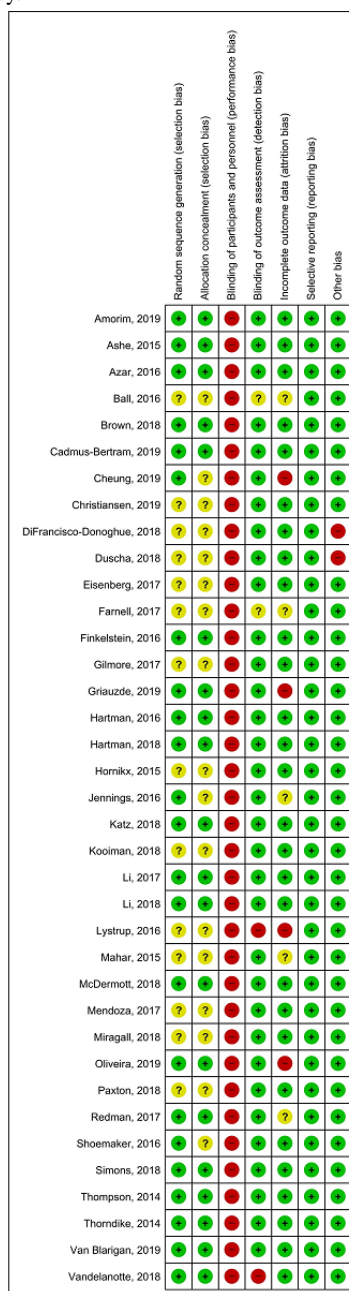 y.
Random sequence generation (selection bias)
Allocation concealment (selection bias)
Blinding of participants and personnel (performance bias)
Blinding of outcome assessment (detection bias)
Incomplete outcome data (attrition bias)
Selective reporting (reporting bias)
Other bias
Amorim, 2019 + + - + + + +
Ashe, 2015 + + - + + + +
Azar, 2016 + + - + + + +
Ball, 2016 ? ? - ? ? + +
Brown, 2018 + + - + + + +
Cadmus-Bertram, 2019 + + - + + + +
Cheung, 2019 + ? - + - + +
Christiansen, 2019 ? ? - + + + +
DiFrancisco-Donoghue, 2018 ? ? - + + + -
Duscha, 2018 ? ? - + + + -
Eisenberg, 2017 ? ? - + + + +
Farnell, 2017 ? ? - ? ? + +
Finkelstein, 2016 + + - + + + +
Gilmore, 2017 ? ? - + + + +
Griauzde, 2019 + + - + - + +
Hartman, 2016 + + - + + + +
Hartman, 2018 + + - + + + +
Hornikx, 2015 ? ? - + + + +
Jennings, 2016 + ? - + ? + +
Katz, 2018 + + - + + + +
Kooiman, 2018 ? ? - + + + +
Li, 2017 + + - + + + +
Li, 2018 + + - + + + +
Lystrup, 2016 ? ? - - - + +
Mahar, 2015 ? ? - + ? + +
McDermott, 2018 + + - + + + +
Mendoza, 2017 ? ? - + + + +
Miragall, 2018 ? ? - + + + +
Oliveira, 2019 + + - + - + +
Paxton, 2018 ? ? - + + + +
Redman, 2017 + + - + ? + +
Shoemaker, 2016 + ? - + + + +
Simons, 2018 + + - + + + +
Thompson, 2014 + + - + + + +
Thorndike, 2014 + + - + + + +
Van Blarigan, 2019 + + - + + + +
Vandelanotte, 2018 + + - - + + +